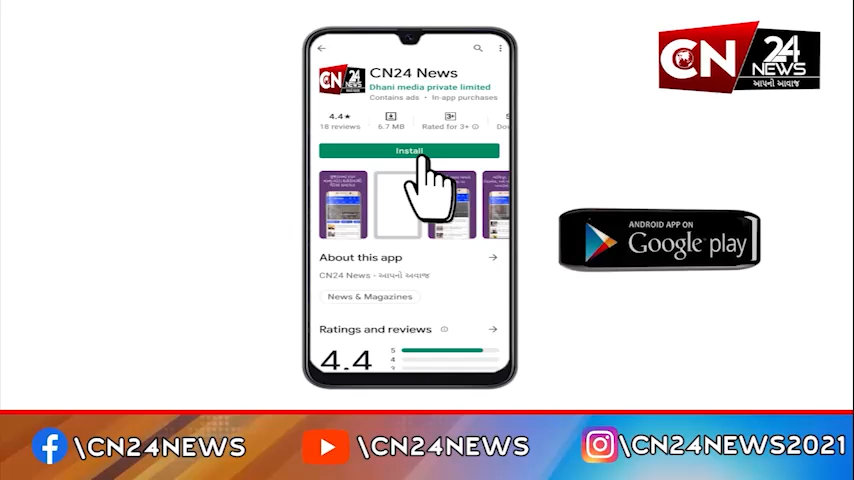 CN24 News
Dhani media private limited
Contains ads • In-app purchases
4.4★
18 reviews
6.7 MB
3+
Rated for 3+
Install
About this app
CN24 News - આપનો અવાજ
News & Magazines
Ratings and reviews
4.4
5
4
CN 24 NEWS
આપનો અવાજ
ANDROID APP ON
Google play
\CN24NEWS
\CN24NEWS
\CN24NEWS2021